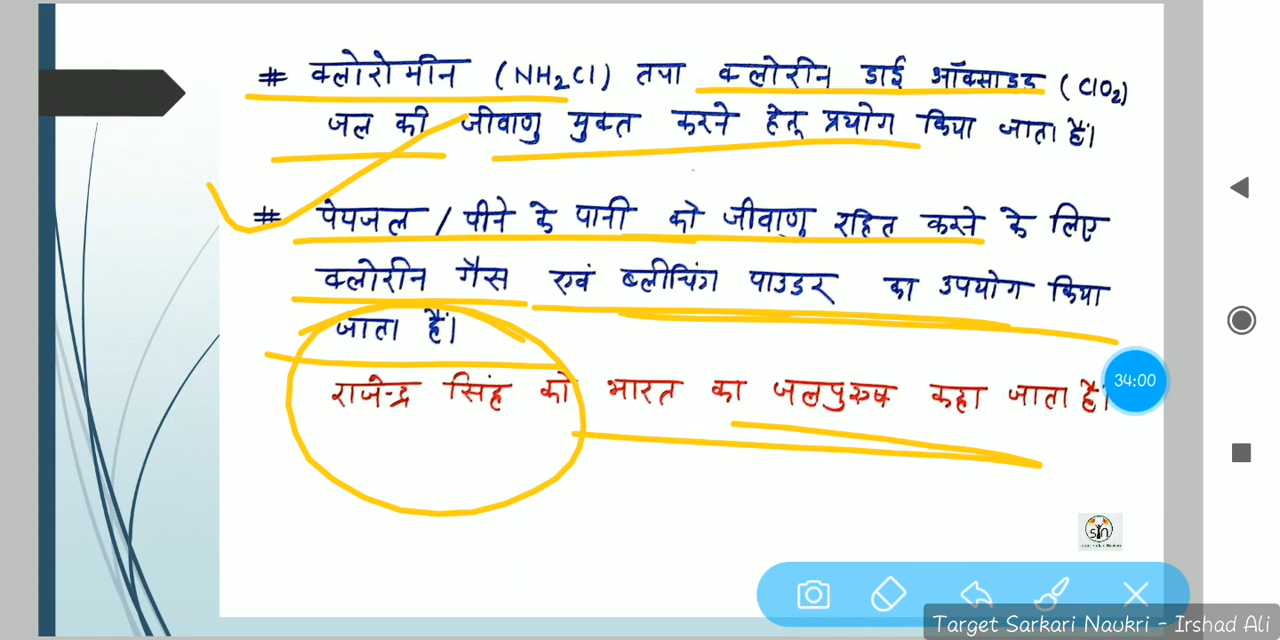 # क्लोरोमीन (NH₂Cl) तथा क्लोरीन डाई ऑक्साइड (ClO₂)
जल को जीवाणु मुक्त करने हेतू प्रयोग किया जाता है।
# पेयजल / पीने के पानी को जीवाणु रहित करने के लिए
क्लोरीन गैस एवं ब्लीचिंग पाउडर का उपयोग किया
जाता है।
राजेन्द्र सिंह को भारत का जलपुरुष कहा जाता है।
34:00
Target Sarkari Naukri - Irshad Ali